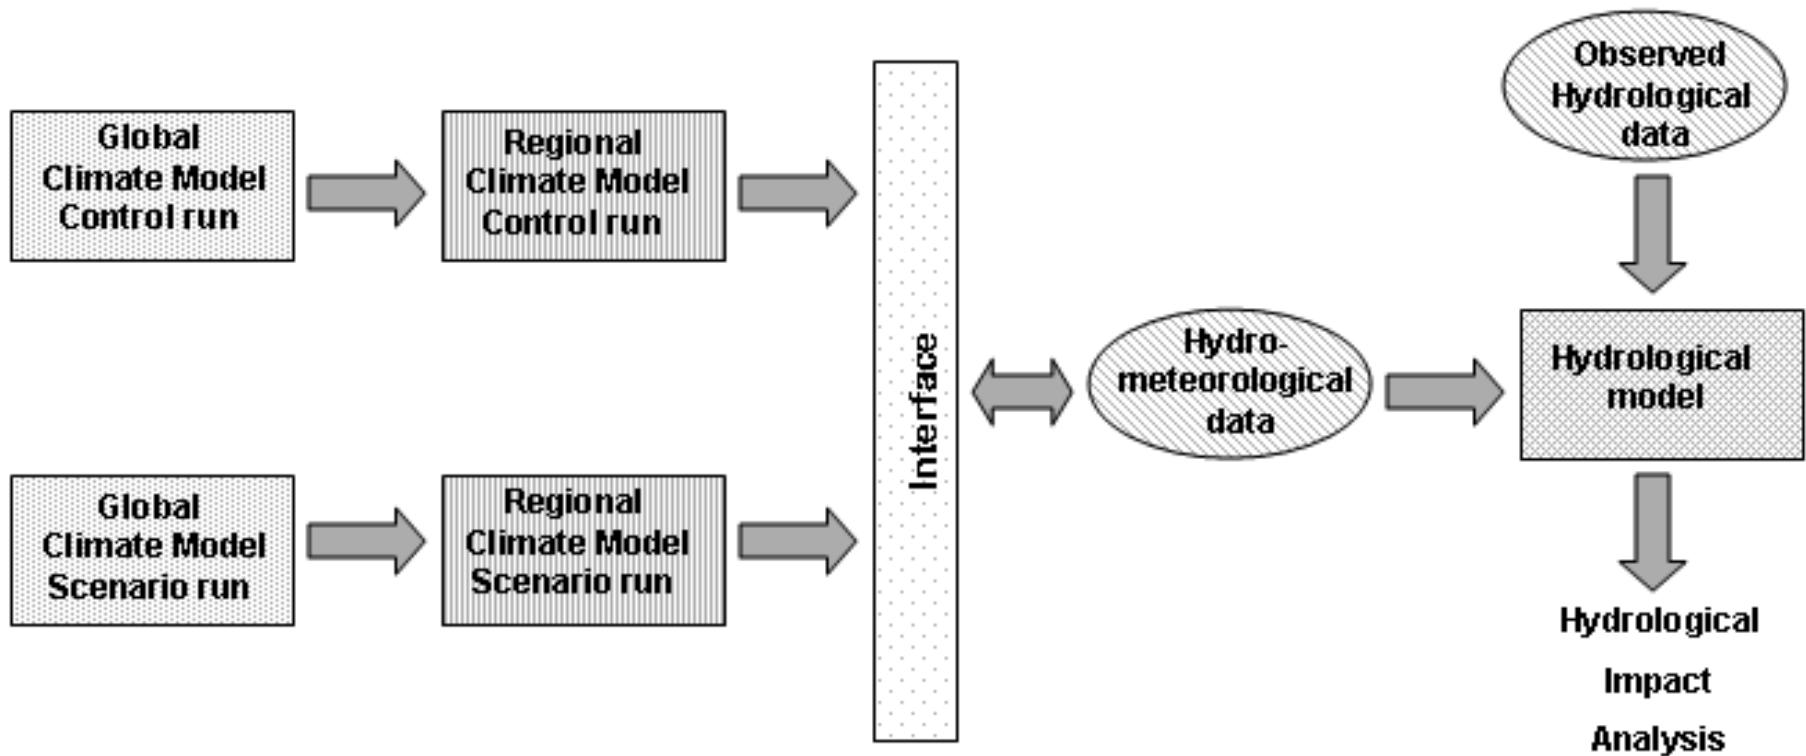 Global
Climate Model
Control run
Regional
Climate Model
Control run
Global
Climate Model
Scenario run
Regional
Climate Model
Scenario run
Interface
Hydro-
meteorological
data
Observed
Hydrological
data
Hydrological
model
Hydrological
Impact
Analysis